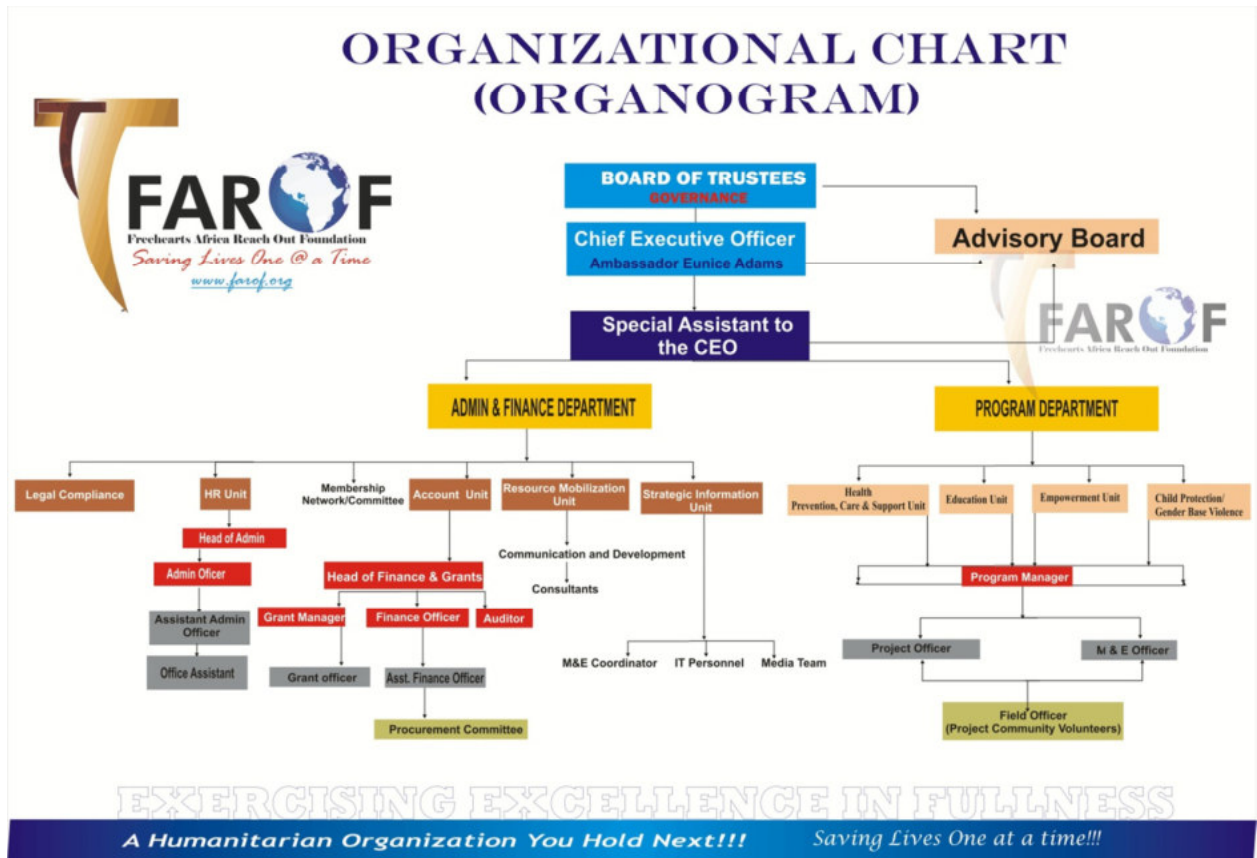 ORGANIZATIONAL CHART
(ORGANOGRAM)
FAROF
Freehearts Africa Reach Out Foundation
Saving Lives One @ a Time
www.farof.org
BOARD OF TRUSTEES
GOVERNANCE
Chief Executive Officer
Ambassador Eunice Adams
Advisory Board
FAROF
Freehearts Africa Reach Out Foundation
Special Assistant to
the CEO
ADMIN & FINANCE DEPARTMENT
PROGRAM DEPARTMENT
Legal Compliance
HR Unit
Membership
Network/Committee
Account Unit
Resource Mobilization
Unit
Strategic Information
Unit
Health
Prevention, Care & Support Unit
Education Unit
Empowerment Unit
Child Protection/
Gender Base Violence
Head of Admin
Communication and Development
Admin Oficer
Head of Finance & Grants
Consultants
Program Manager
Assistant Admin
Officer
Grant Manager
Finance Officer
Auditor
Project Officer
M & E Officer
Office Assistant
Grant officer
Asst. Finance Officer
M&E Coordinator
IT Personnel
Media Team
Procurement Committee
Field Officer
(Project Community Volunteers)
EXERCISING EXCELLENCE IN FULLNESS
A Humanitarian Organization You Hold Next!!!
Saving Lives One at a time!!!